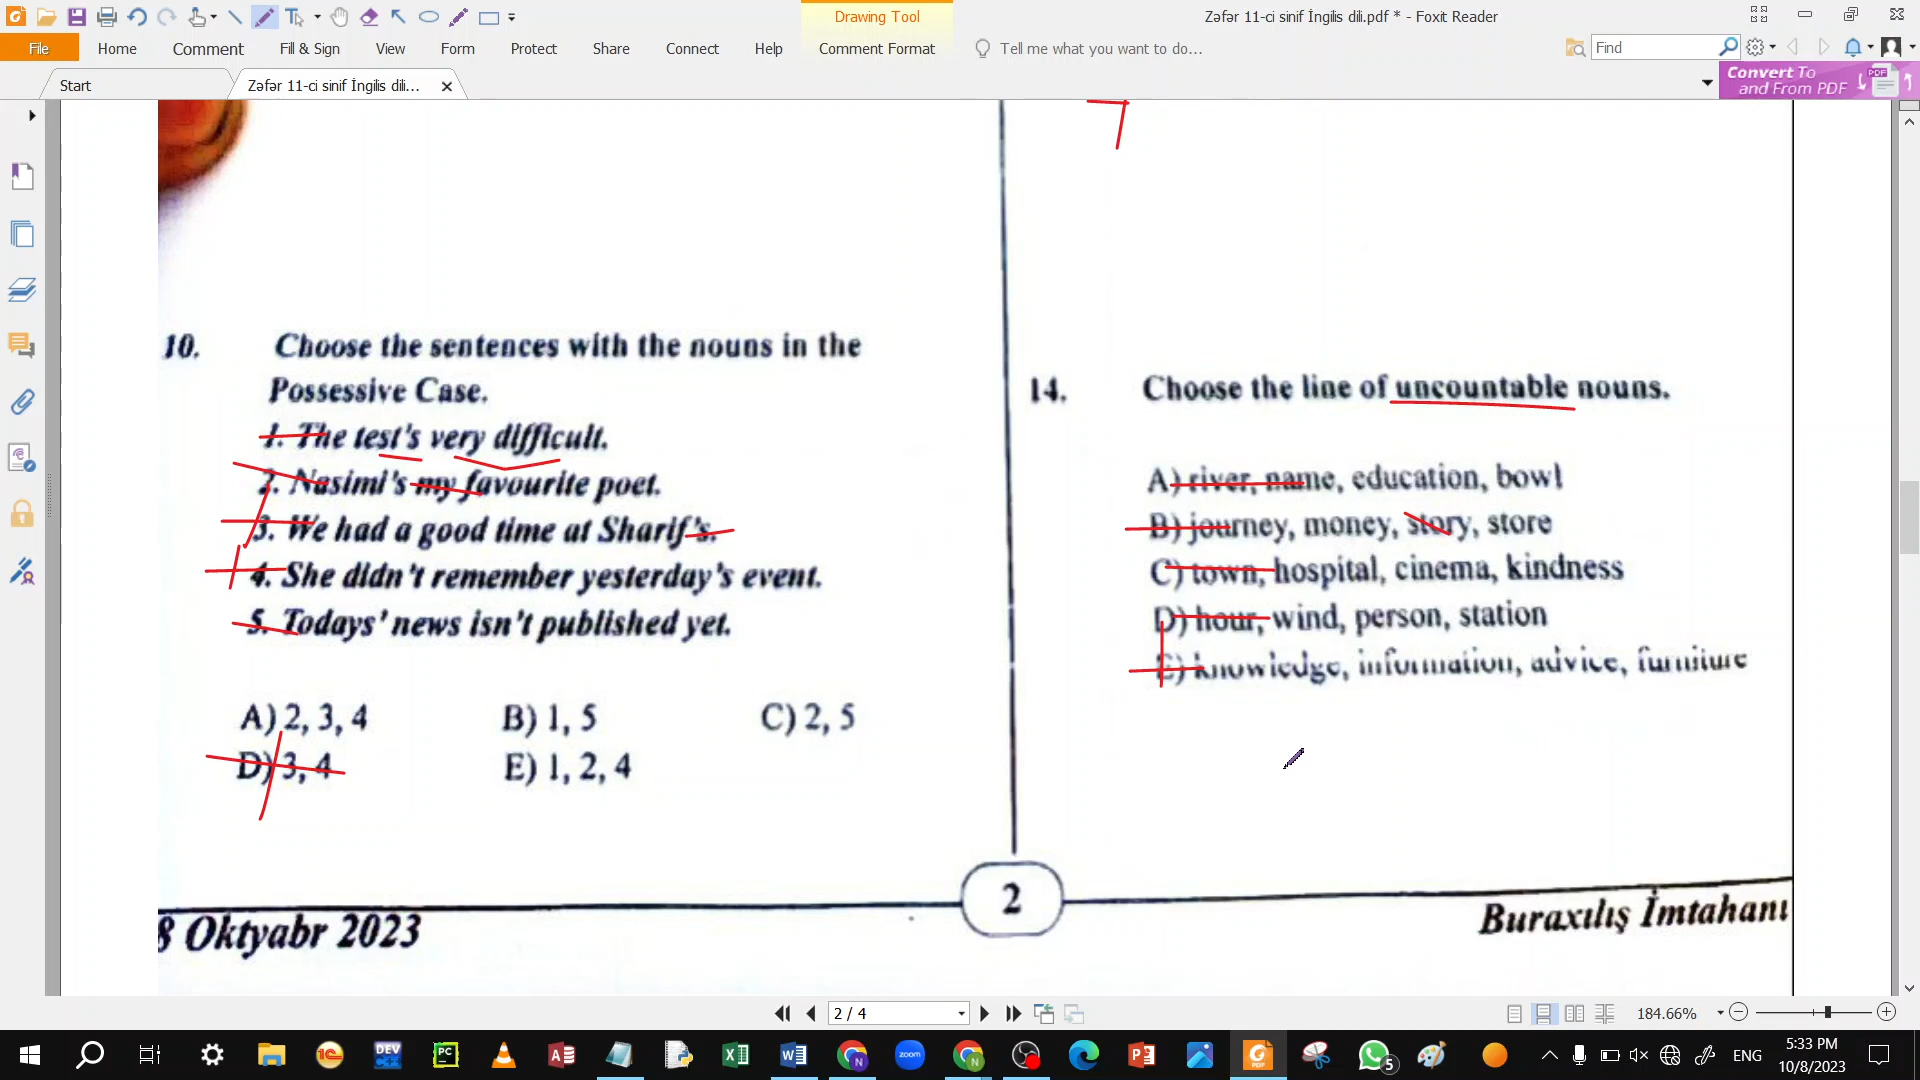 Drawing Tool
Zəfər 11-ci sinif İngilis dili.pdf * - Foxit Reader
File
Home
Comment
Fill & Sign
View
Form
Protect
Share
Connect
Help
Comment Format
Tell me what you want to do...
Find
Start
Zəfər 11-ci sinif İngilis dili...
Convert To
and From PDF
PDF
10. Choose the sentences with the nouns in the
Possessive Case.
1. The test's very difficult.
2. Nasimi's my favourite poet.
3. We had a good time at Sharif's.
4. She didn't remember yesterday's event.
5. Todays' news isn't published yet.
A) 2, 3, 4 B) 1, 5 C) 2, 5
D) 3, 4 E) 1, 2, 4
14. Choose the line of uncountable nouns.
A) river, name, education, bowl
B) journey, money, story, store
C) town, hospital, cinema, kindness
D) hour, wind, person, station
E) knowledge, information, advice, furniture
2
8 Oktyabr 2023
Buraxılış İmtahanı
2 / 4
184.66%
DEV
PC
zoom
5
ENG
5:33 PM
10/8/2023